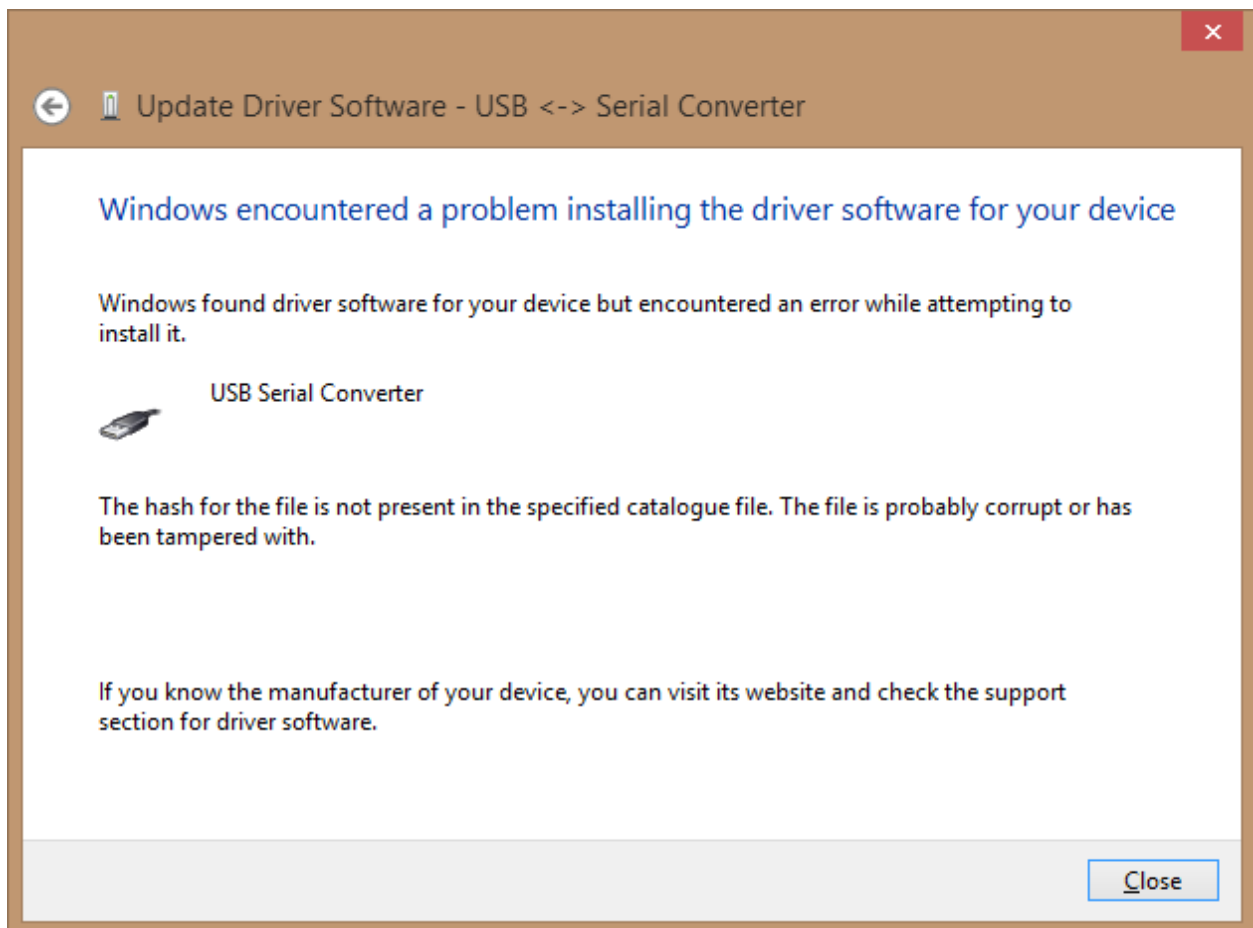 Update Driver Software - USB <-> Serial Converter
Windows encountered a problem installing the driver software for your device
Windows found driver software for your device but encountered an error while attempting to
install it.
USB Serial Converter
The hash for the file is not present in the specified catalogue file. The file is probably corrupt or has
been tampered with.
If you know the manufacturer of your device, you can visit its website and check the support
section for driver software.
Close